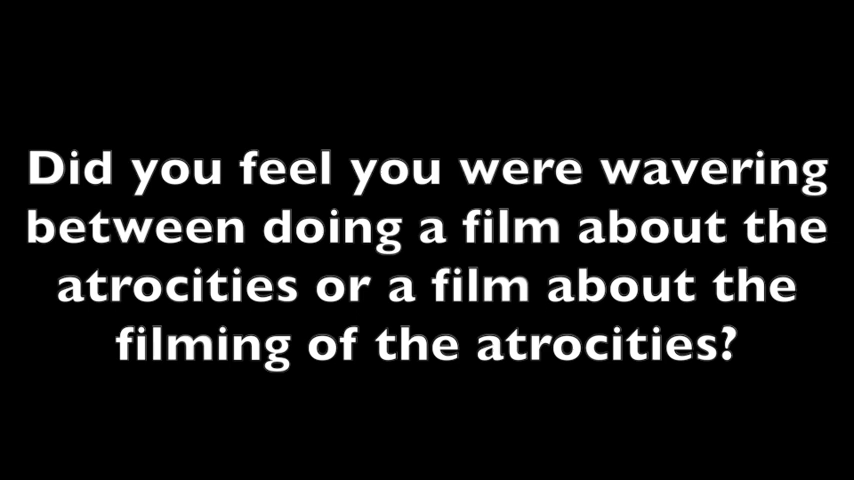 Did you feel you were wavering
between doing a film about the
atrocities or a film about the
filming of the atrocities?